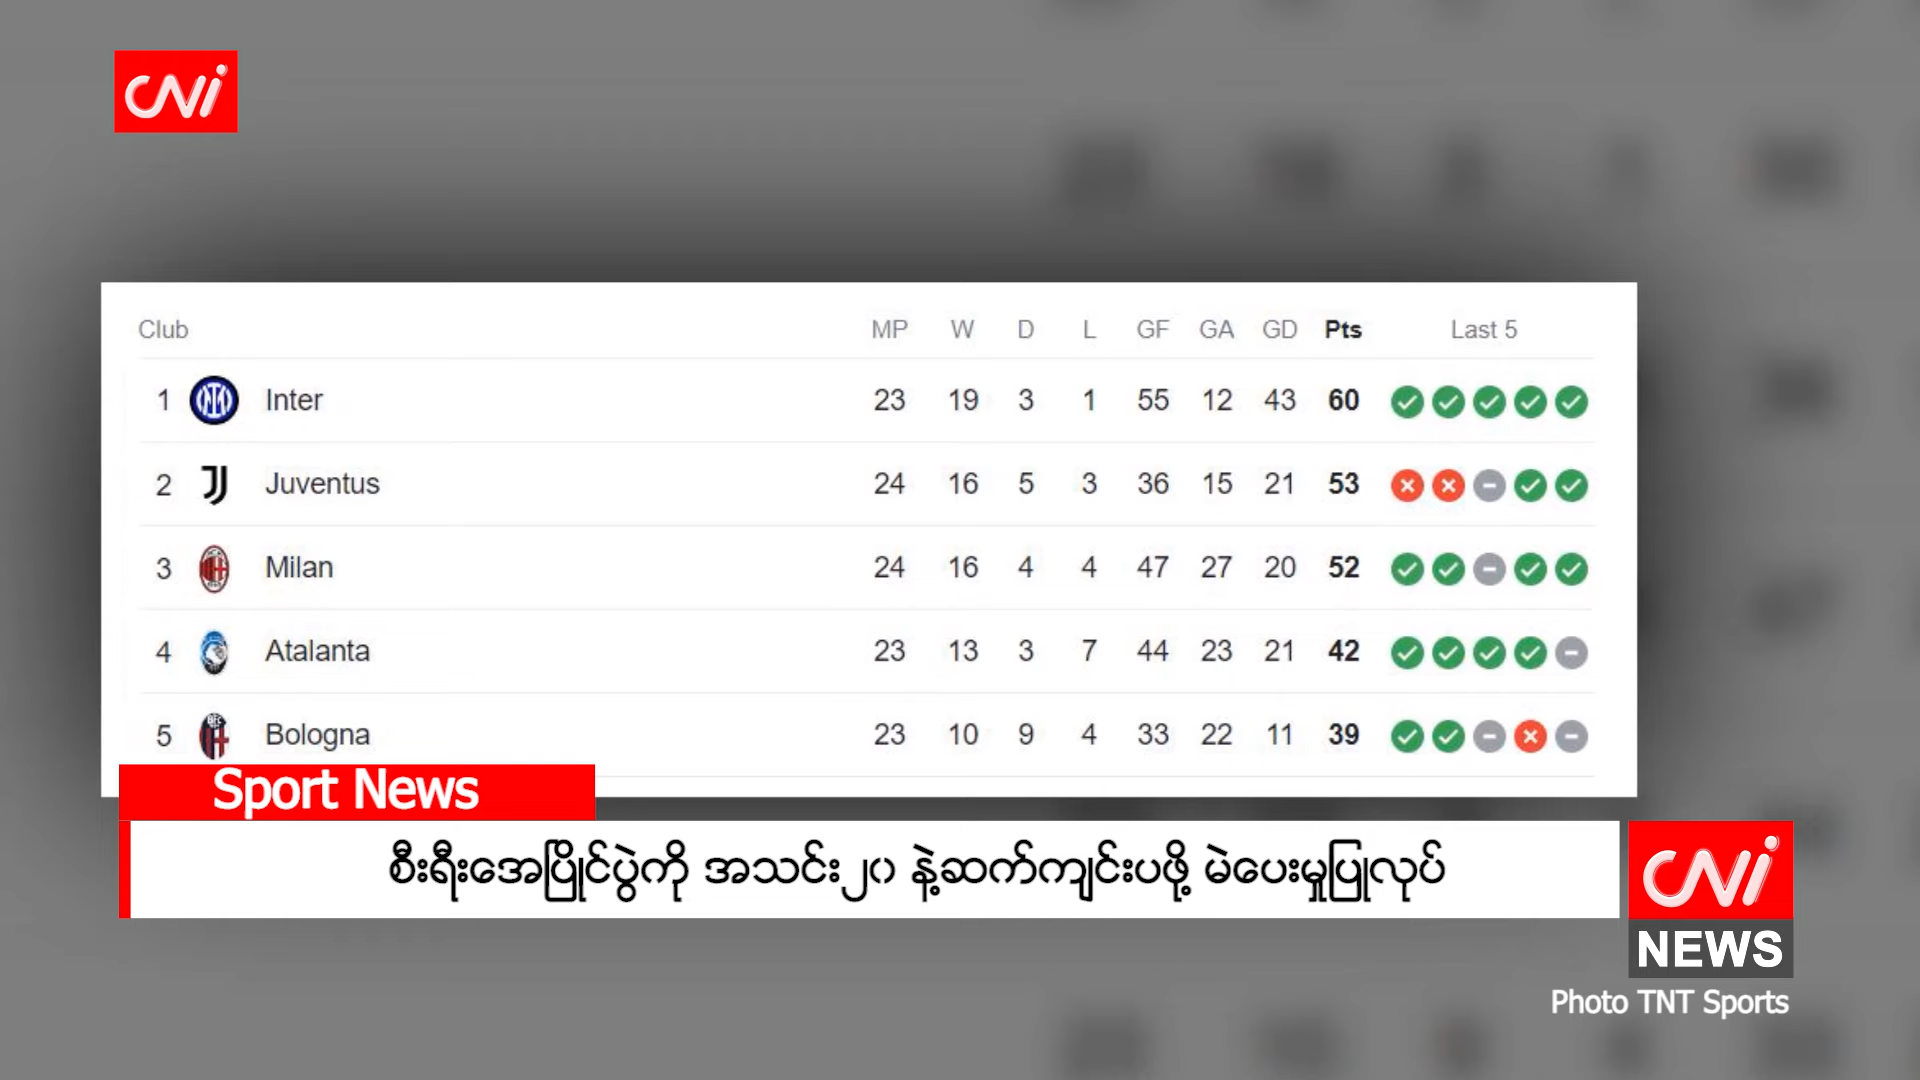 CNi
Club MP W D L GF GA GD Pts Last 5
1 Inter 23 19 3 1 55 12 43 60
2 Juventus 24 16 5 3 36 15 21 53
3 Milan 24 16 4 4 47 27 20 52
4 Atalanta 23 13 3 7 44 23 21 42
5 Bologna 23 10 9 4 33 22 11 39
Sport News
စီးရီးအေပြိုင်ပွဲကို အသင်း၂၀ နဲ့ဆက်ကျင်းပဖို့ မဲပေးမှုပြုလုပ်
CNi
NEWS
Photo TNT Sports